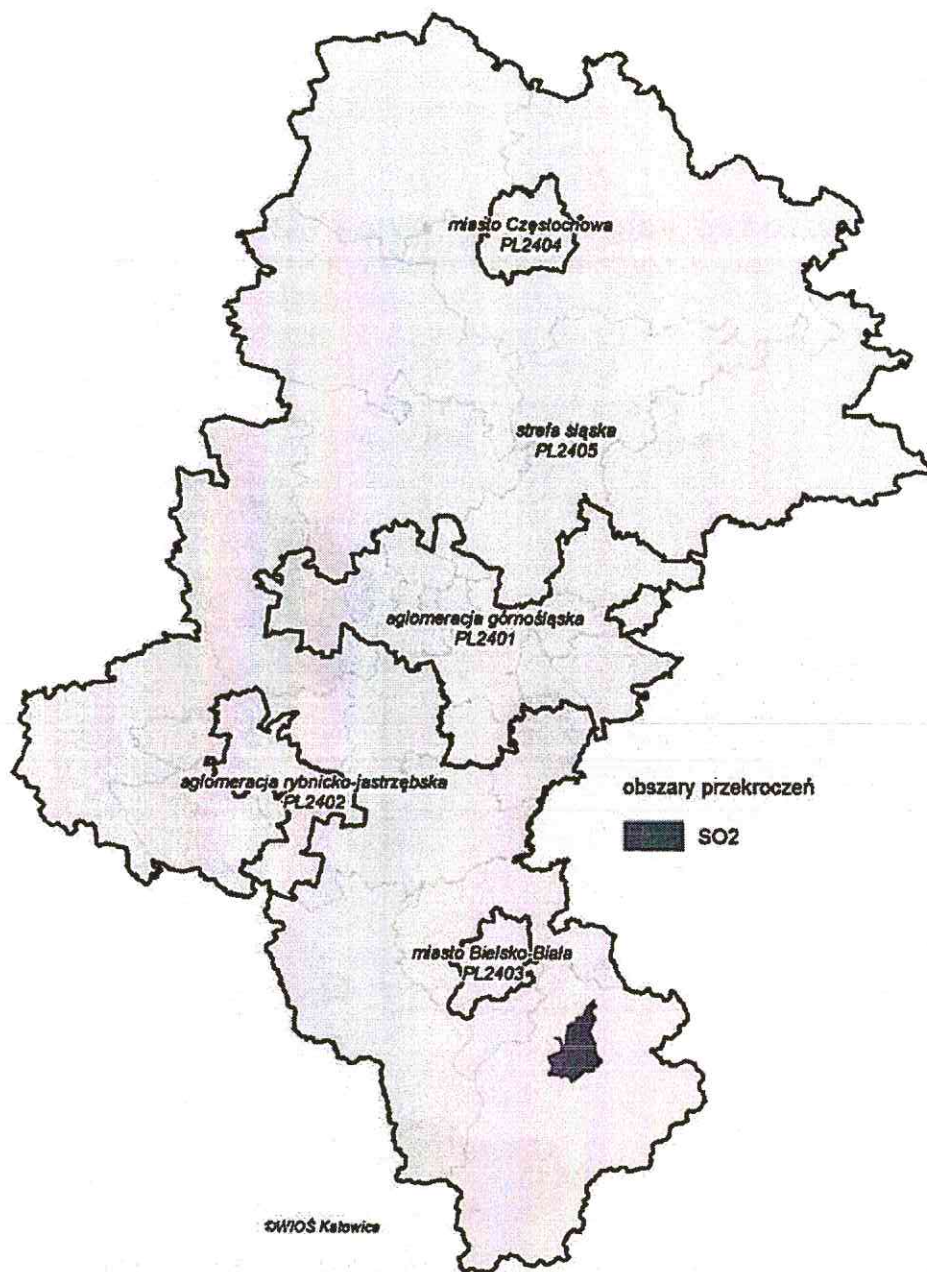 miasto Częstochowa
PL2404
strefa śląska
PL2405
aglomeracja górnośląska
PL2401
aglomeracja rybnicko-jastrzębska
PL2402
obszary przekroczeń
SO2
miasto Bielsko-Biała
PL2403
©WIOŚ Katowice